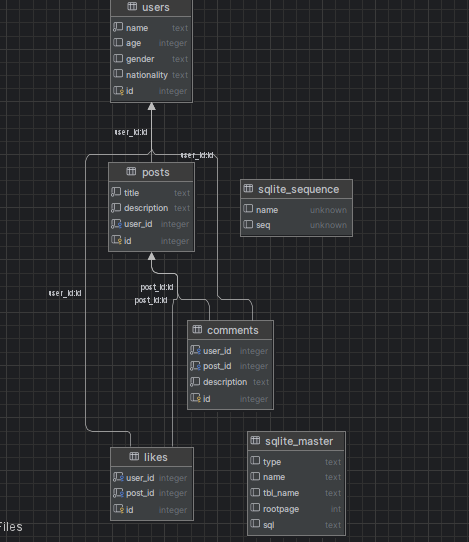 users
name text
age integer
gender text
nationality text
id integer
user_id:id
user_id:id
posts
title text
description text
user_id integer
id integer
sqlite_sequence
name unknown
seq unknown
user_id:id
post_id:id
post_id:id
comments
user_id integer
post_id integer
description text
id integer
likes
user_id integer
post_id integer
id integer
sqlite_master
type text
name text
tbl_name text
rootpage int
sql text
Files